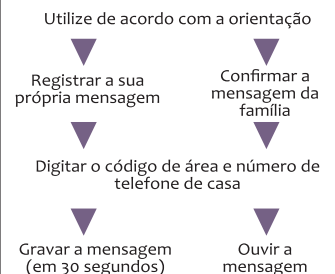 Utilize de acordo com a orientação
Registrar a sua
própria mensagem
Confirmar a
mensagem da
família
Digitar o código de área e número de
telefone de casa
Gravar a mensagem
(em 30 segundos)
Ouvir a
mensagem